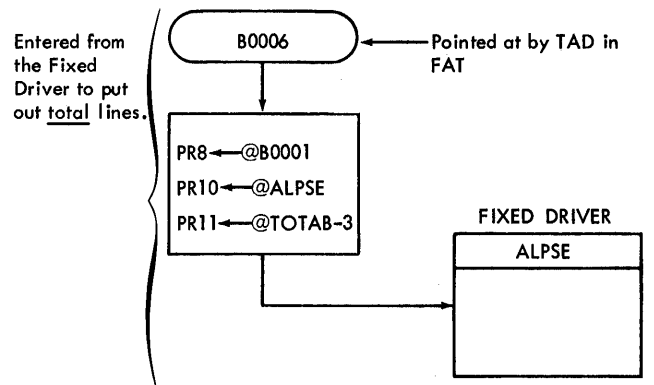 Entered from
the Fixed
Driver to put
out total lines.
B0006
Pointed at by TAD in
FAT
PR8←@B0001
PR10←@ALPSE
PR11←@TOTAB-3
FIXED DRIVER
ALPSE